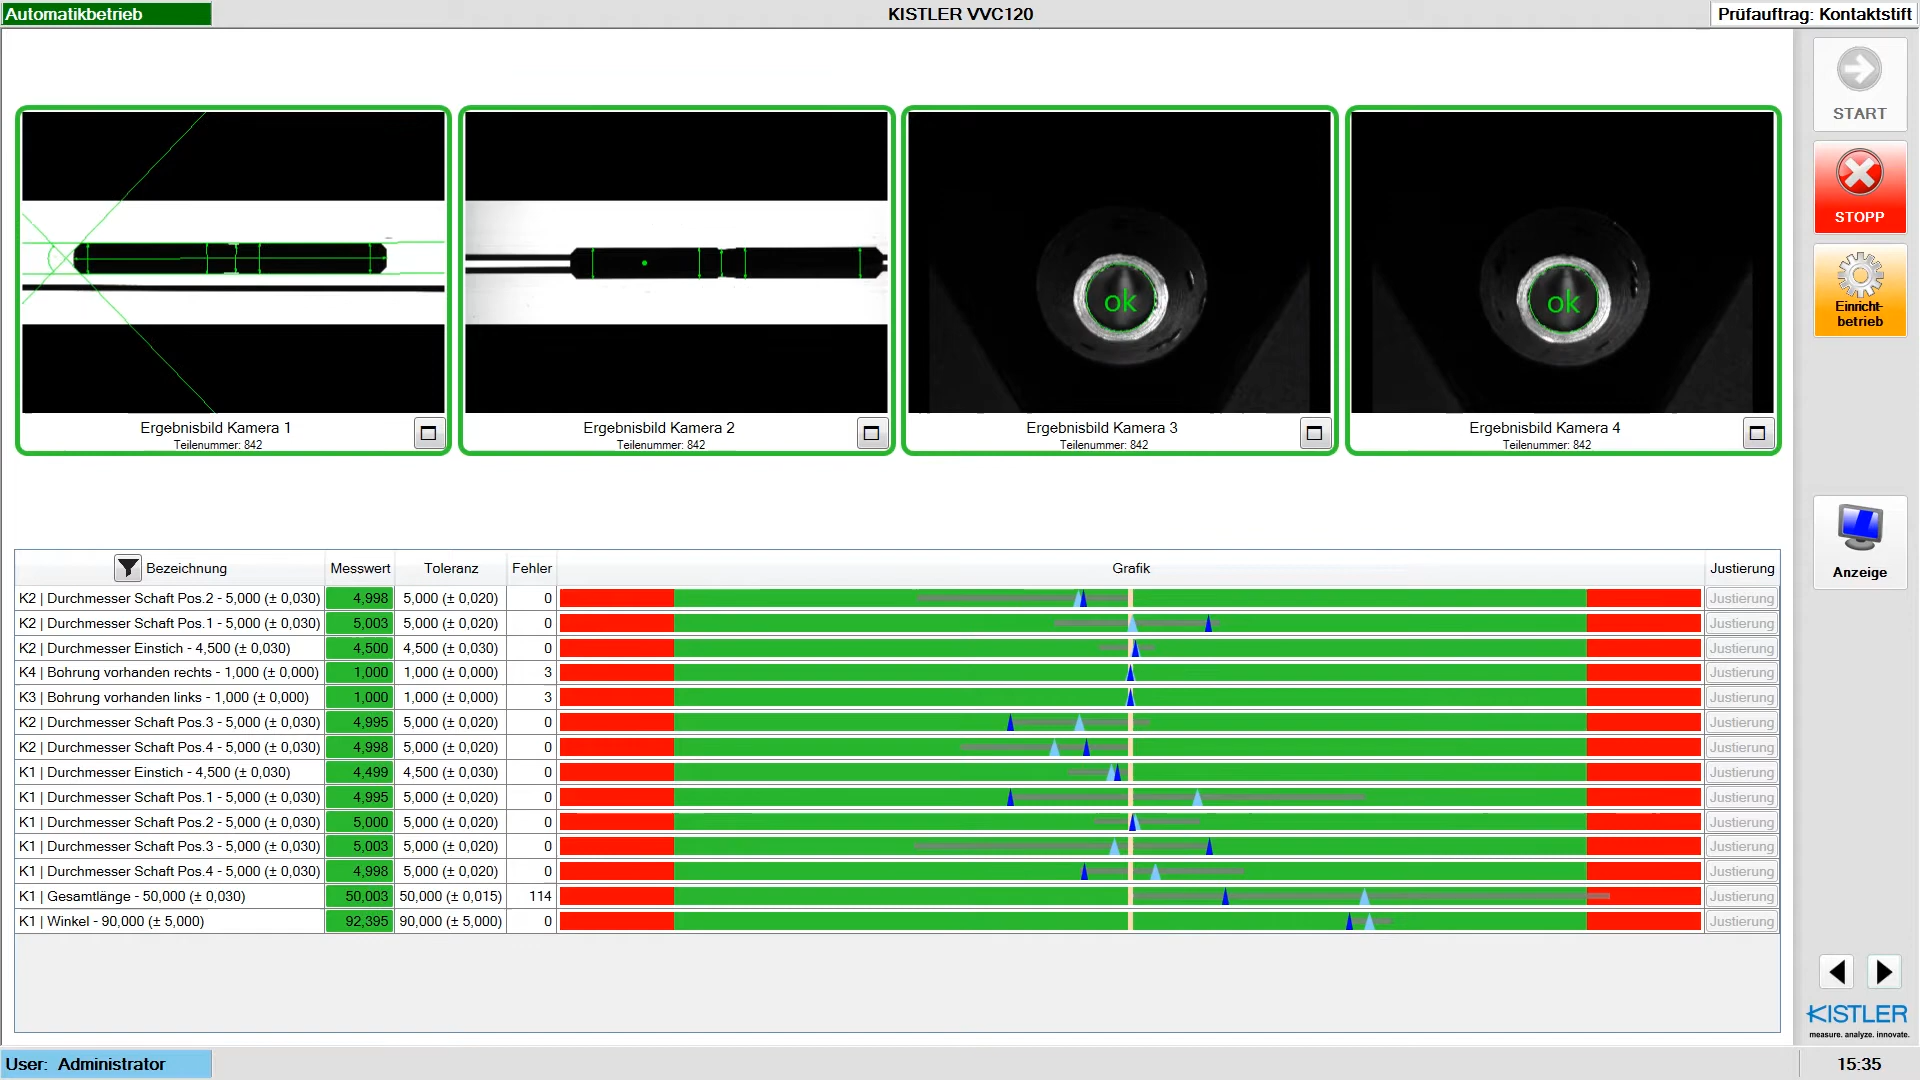 Automatikbetrieb
KISTLER VVC120
Prüfauftrag: Kontaktstift
START
STOPP
Einricht-
betrieb
ok
ok
Ergebnisbild Kamera 1
Teilenummer: 842
Ergebnisbild Kamera 2
Teilenummer: 842
Ergebnisbild Kamera 3
Teilenummer: 842
Ergebnisbild Kamera 4
Teilenummer: 842
Anzeige
Bezeichnung Messwert Toleranz Fehler Grafik Justierung
K2 | Durchmesser Schaft Pos.2 - 5,000 (± 0,030) 4,998 5,000 (± 0,020) 0 Justierung
K2 | Durchmesser Schaft Pos.1 - 5,000 (± 0,030) 5,003 5,000 (± 0,020) 0 Justierung
K2 | Durchmesser Einstich - 4,500 (± 0,030) 4,500 4,500 (± 0,030) 0 Justierung
K4 | Bohrung vorhanden rechts - 1,000 (± 0,000) 1,000 1,000 (± 0,000) 3 Justierung
K3 | Bohrung vorhanden links - 1,000 (± 0,000) 1,000 1,000 (± 0,000) 3 Justierung
K2 | Durchmesser Schaft Pos.3 - 5,000 (± 0,030) 4,995 5,000 (± 0,020) 0 Justierung
K2 | Durchmesser Schaft Pos.4 - 5,000 (± 0,030) 4,998 5,000 (± 0,020) 0 Justierung
K1 | Durchmesser Einstich - 4,500 (± 0,030) 4,499 4,500 (± 0,030) 0 Justierung
K1 | Durchmesser Schaft Pos.1 - 5,000 (± 0,030) 4,995 5,000 (± 0,020) 0 Justierung
K1 | Durchmesser Schaft Pos.2 - 5,000 (± 0,030) 5,000 5,000 (± 0,020) 0 Justierung
K1 | Durchmesser Schaft Pos.3 - 5,000 (± 0,030) 5,003 5,000 (± 0,020) 0 Justierung
K1 | Durchmesser Schaft Pos.4 - 5,000 (± 0,030) 4,998 5,000 (± 0,020) 0 Justierung
K1 | Gesamtlänge - 50,000 (± 0,030) 50,003 50,000 (± 0,015) 114 Justierung
K1 | Winkel - 90,000 (± 5,000) 92,395 90,000 (± 5,000) 0 Justierung
KISTLER
measure. analyze. innovate.
User: Administrator
15:35